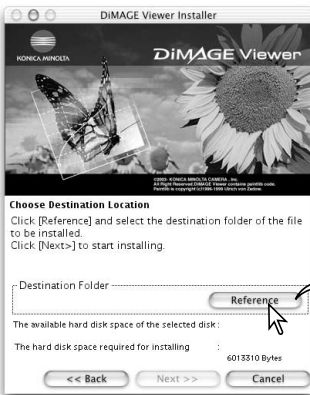 DiMAGE Viewer Installer
KONICA MINOLTA
DiMAGE Viewer
©2003- KONICA MINOLTA CAMERA , Inc.
All Right Reserved.DiMAGE Viewer contains paintlib code.
Paintlib is copyright (c)1996-1999 Ulrich von Zadow.
Choose Destination Location
Click [Reference] and select the destination folder of the file
to be installed.
Click [Next>] to start installing.
Destination Folder
Reference
The available hard disk space of the selected disk :
The hard disk space required for installing :
6013310 Bytes
<< Back
Next >>
Cancel